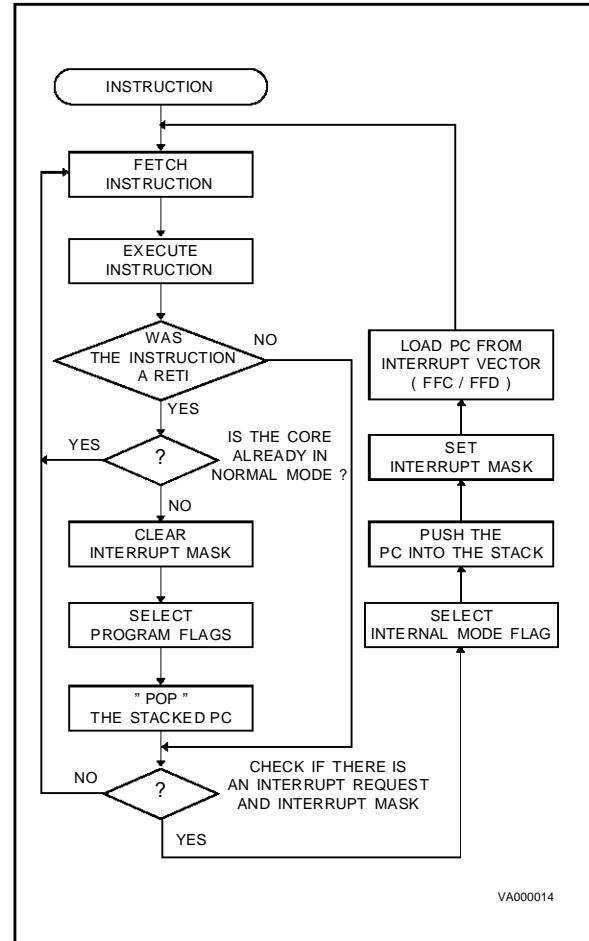 INSTRUCTION
FETCH
INSTRUCTION
EXECUTE
INSTRUCTION
WAS
THE INSTRUCTION
A RETI
NO
YES
?
YES
IS THE CORE
ALREADY IN
NORMAL MODE ?
NO
CLEAR
INTERRUPT MASK
SELECT
PROGRAM FLAGS
" POP "
THE STACKED PC
?
NO
CHECK IF THERE IS
AN INTERRUPT REQUEST
AND INTERRUPT MASK
YES
LOAD PC FROM
INTERRUPT VECTOR
( FFC / FFD )
SET
INTERRUPT MASK
PUSH THE
PC INTO THE STACK
SELECT
INTERNAL MODE FLAG
VA000014